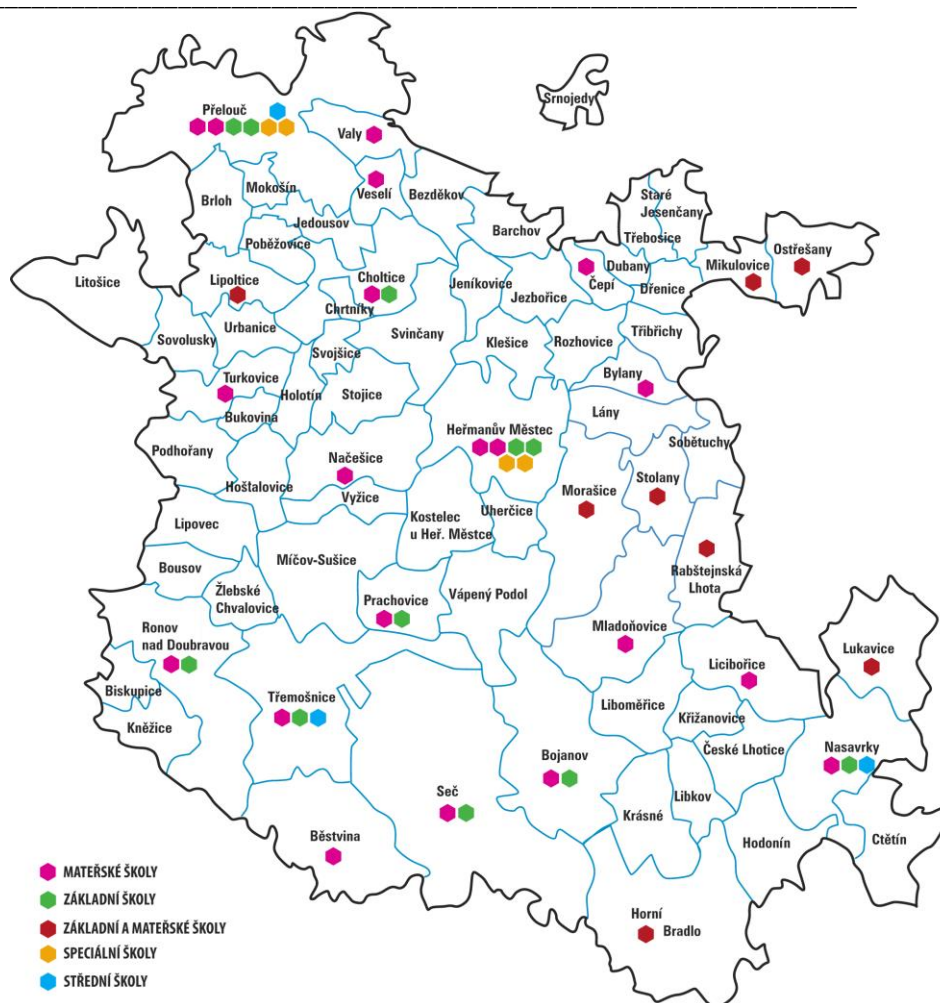 Srnojedy
Přelouč
Valy
Veselí
Bezděkov
Mokošín
Brloh
Staré
Jesenčany
Jedousov
Barchov
Třebosice
Ostřešany
Poběžovice
Dubany
Mikulovice
Litošice
Lipoltice
Choltice
Jeníkovice
Čepí
Dřenice
Jezbořice
Chrtníky
Urbanice
Svinčany
Třibřichy
Sovolusky
Klešice
Rozhovice
Svojšice
Bylany
Turkovice
Holotín
Stojice
Bukovina
Lány
Heřmanův Městec
Sobětuchy
Podhořany
Načešice
Stolany
Hošťalovice
Morašice
Vyžice
Lipovec
Kostelec
u Heř. Městce
Uherčice
Míčov-Sušice
Bousov
Rabštejnská
Lhota
Žlebské
Chvalovice
Prachovice
Vápený Podol
Mladoňovice
Ronov
nad Doubravou
Lukavice
Licibořice
Biskupice
Třemošnice
Liboměřice
Křižanovice
Kněžice
České Lhotice
Nasavrky
Bojanov
Seč
Libkov
Krásné
Běstvina
Hodonín
Ctětín
Horní
Bradlo
MATEŘSKÉ ŠKOLY
ZÁKLADNÍ ŠKOLY
ZÁKLADNÍ A MATEŘSKÉ ŠKOLY
SPECIÁLNÍ ŠKOLY
STŘEDNÍ ŠKOLY